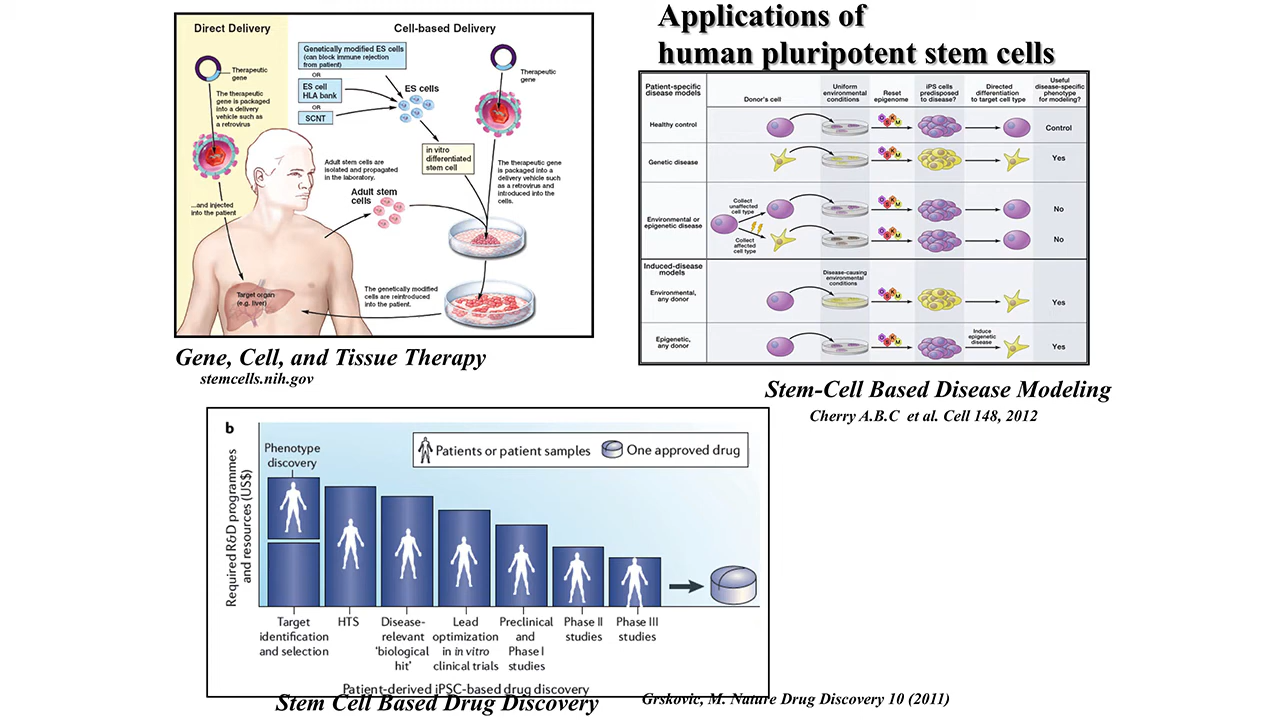 Applications of
human pluripotent stem cells
Direct Delivery
Cell-based Delivery
Therapeutic
gene
The therapeutic
gene is packaged
into a delivery
vehicle such as
a retrovirus
...and injected
into the patient
Target organ
(e.g. liver)
Genetically modified ES cells
(can block immune rejection
from patient)
OR
ES cell
HLA bank
OR
SCNT
ES cells
in vitro
differentiated
stem cell
Therapeutic
gene
Adult stem cells are
isolated and propagated
in the laboratory.
Adult stem
cells
The therapeutic gene
is packaged into a
delivery vehicle such
as a retrovirus and
introduced into the
cells.
The genetically modified
cells are reintroduced
into the patient.
Gene, Cell, and Tissue Therapy
stemcells.nih.gov
Patient-specific
disease models
Donor's cell
Uniform
environmental
conditions
Reset
epigenome
iPS cells
predisposed
to disease?
Directed
differentiation
to target cell type
Useful
disease-specific
phenotype
for modeling?
Healthy control
O S K M
Control
Genetic disease
O S K M
Yes
Environmental or
epigenetic disease
Collect
unaffected
cell type
O S K M
No
Collect
affected
cell type
O S K M
No
Induced-disease
models
Disease-causing
environmental
conditions
Environmental,
any donor
O S K M
Yes
Epigenetic,
any donor
O S K M
Induce
epigenetic
disease
Yes
Stem-Cell Based Disease Modeling
Cherry A.B.C et al. Cell 148, 2012
b
Required R&D programmes
and resources (US$)
Phenotype
discovery
Patients or patient samples
One approved drug
Target
identification
and selection
HTS
Disease-
relevant
'biological
hit'
Lead
optimization
in in vitro
clinical trials
Preclinical
and
Phase I
studies
Phase II
studies
Phase III
studies
Patient-derived iPSC-based drug discovery
Stem Cell Based Drug Discovery
Grskovic, M. Nature Drug Discovery 10 (2011)